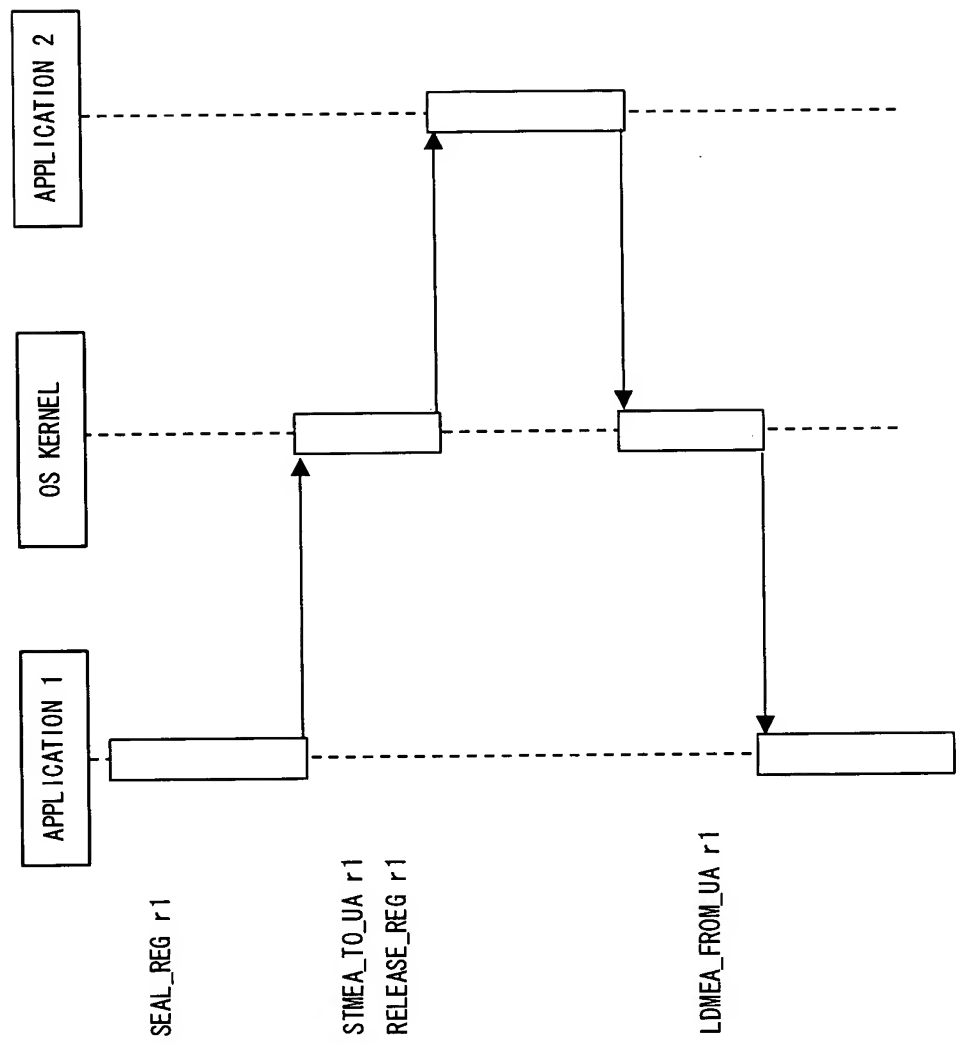 APPLICATION 1
OS KERNEL
APPLICATION 2
SEAL_REG r1
STMEA_TO_UA r1
RELEASE_REG r1
LDMEA_FROM_UA r1